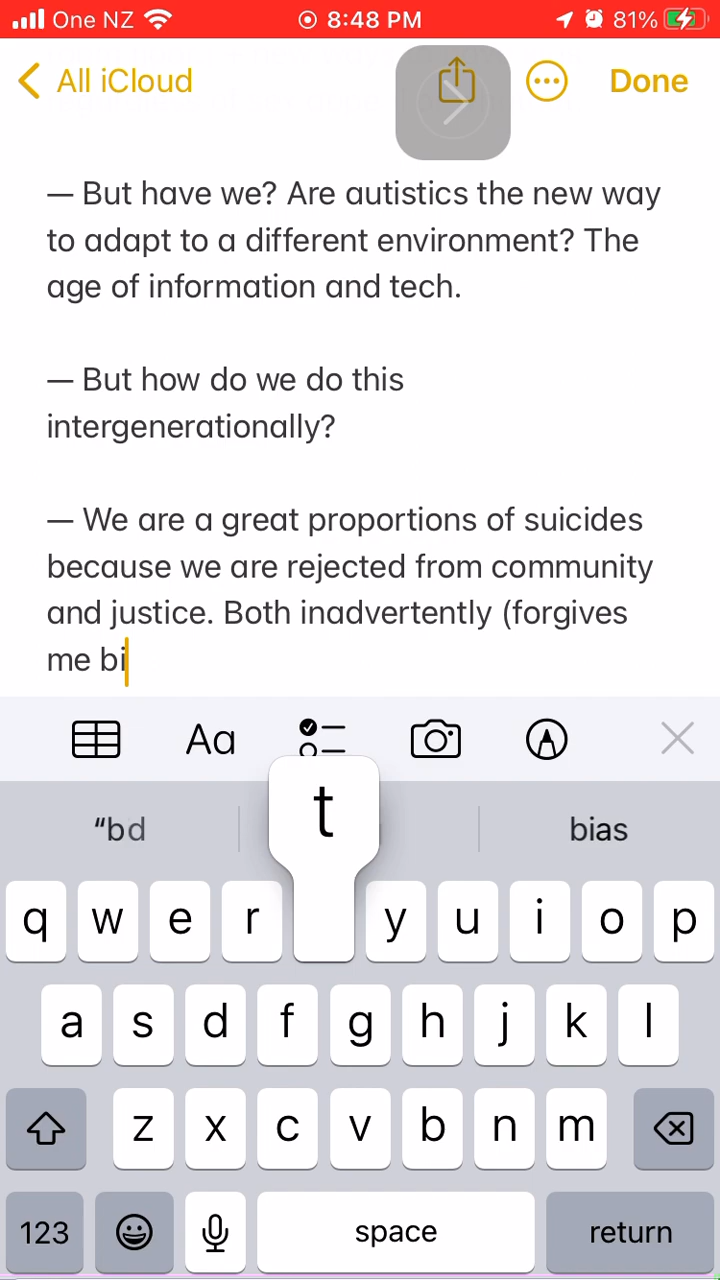 One NZ 8:48 PM 81%
All iCloud Done
— But have we? Are autistics the new way
to adapt to a different environment? The
age of information and tech.
— But how do we do this
intergenerationally?
— We are a great proportions of suicides
because we are rejected from community
and justice. Both inadvertently (forgives
me bi
Aa
“bd bias
t
q w e r y u i o p
a s d f g h j k l
z x c v b n m
123 space return